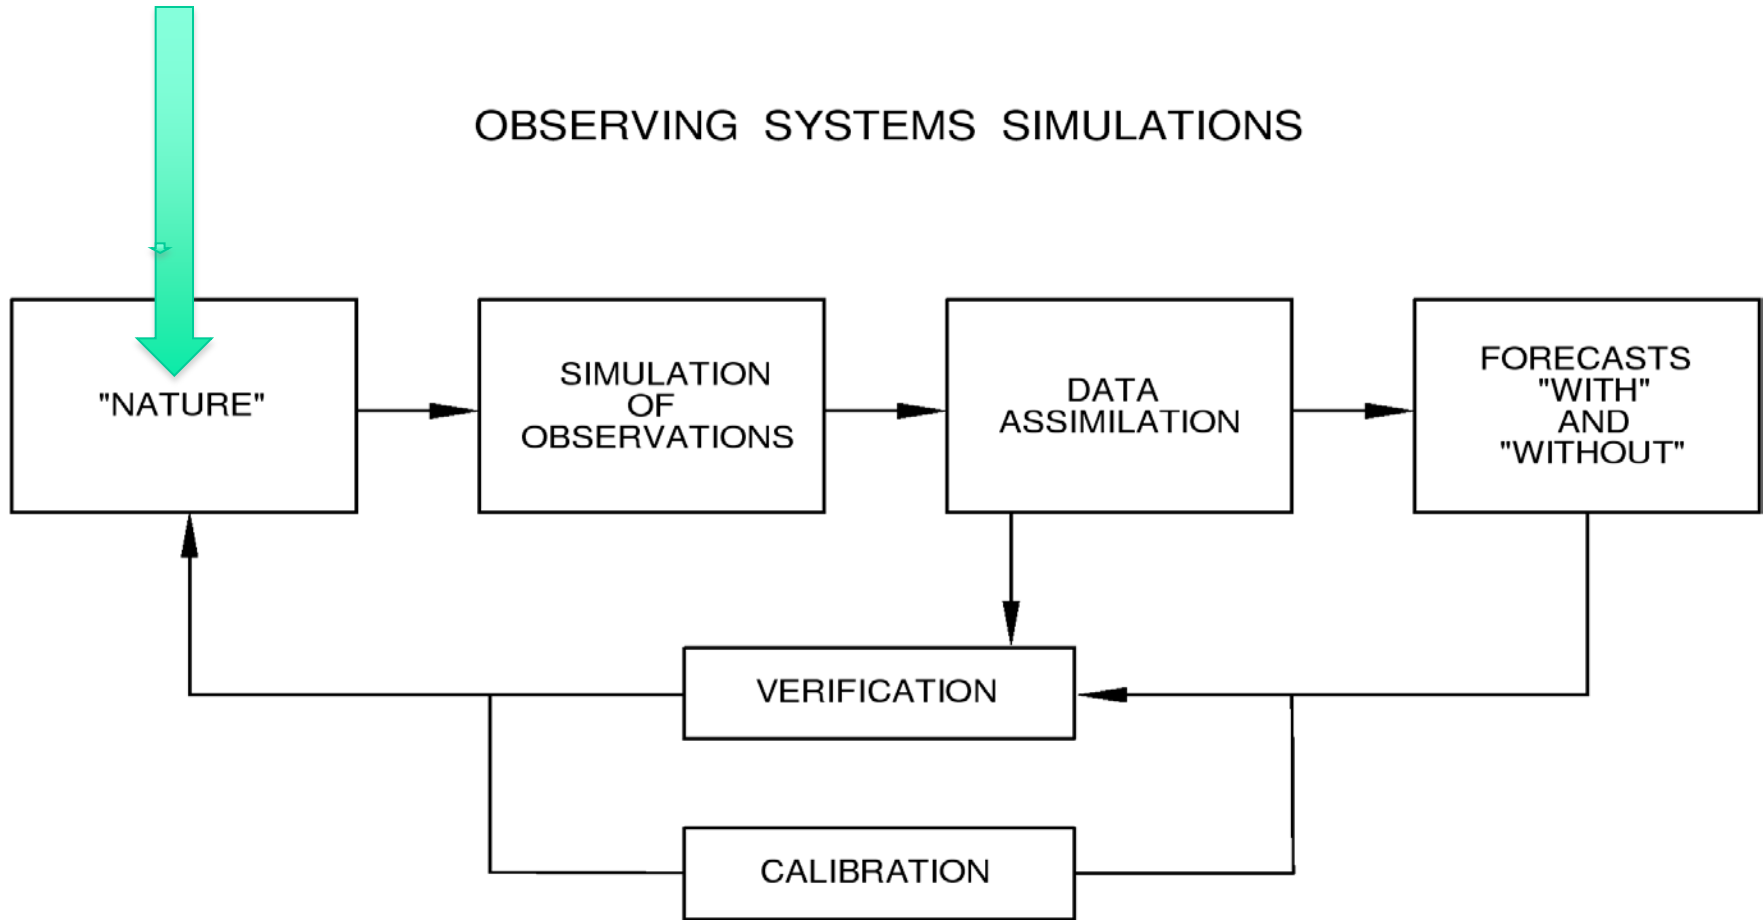 OBSERVING SYSTEMS SIMULATIONS
"NATURE"
SIMULATION
OF
OBSERVATIONS
DATA
ASSIMILATION
FORECASTS
"WITH"
AND
"WITHOUT"
VERIFICATION
CALIBRATION